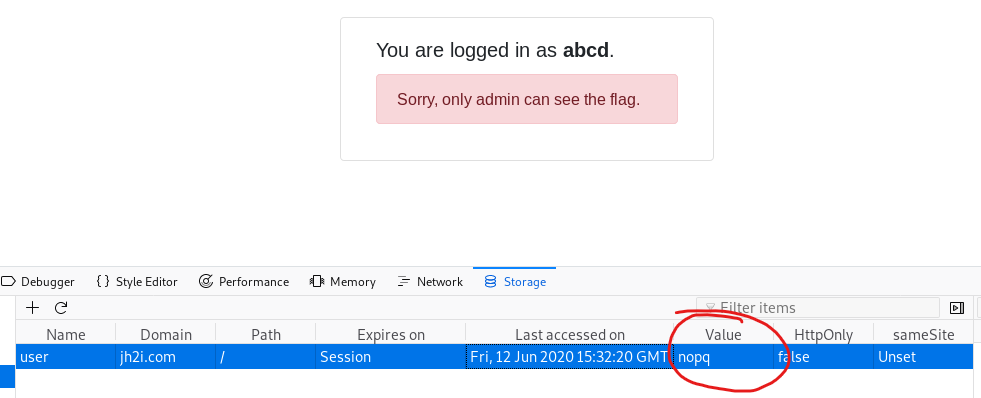 You are logged in as abcd.
Sorry, only admin can see the flag.
Debugger Style Editor Performance Memory Network Storage
Filter items
Name Domain Path Expires on Last accessed on Value HttpOnly sameSite
user jh2i.com / Session Fri, 12 Jun 2020 15:32:20 GMT nopq false Unset